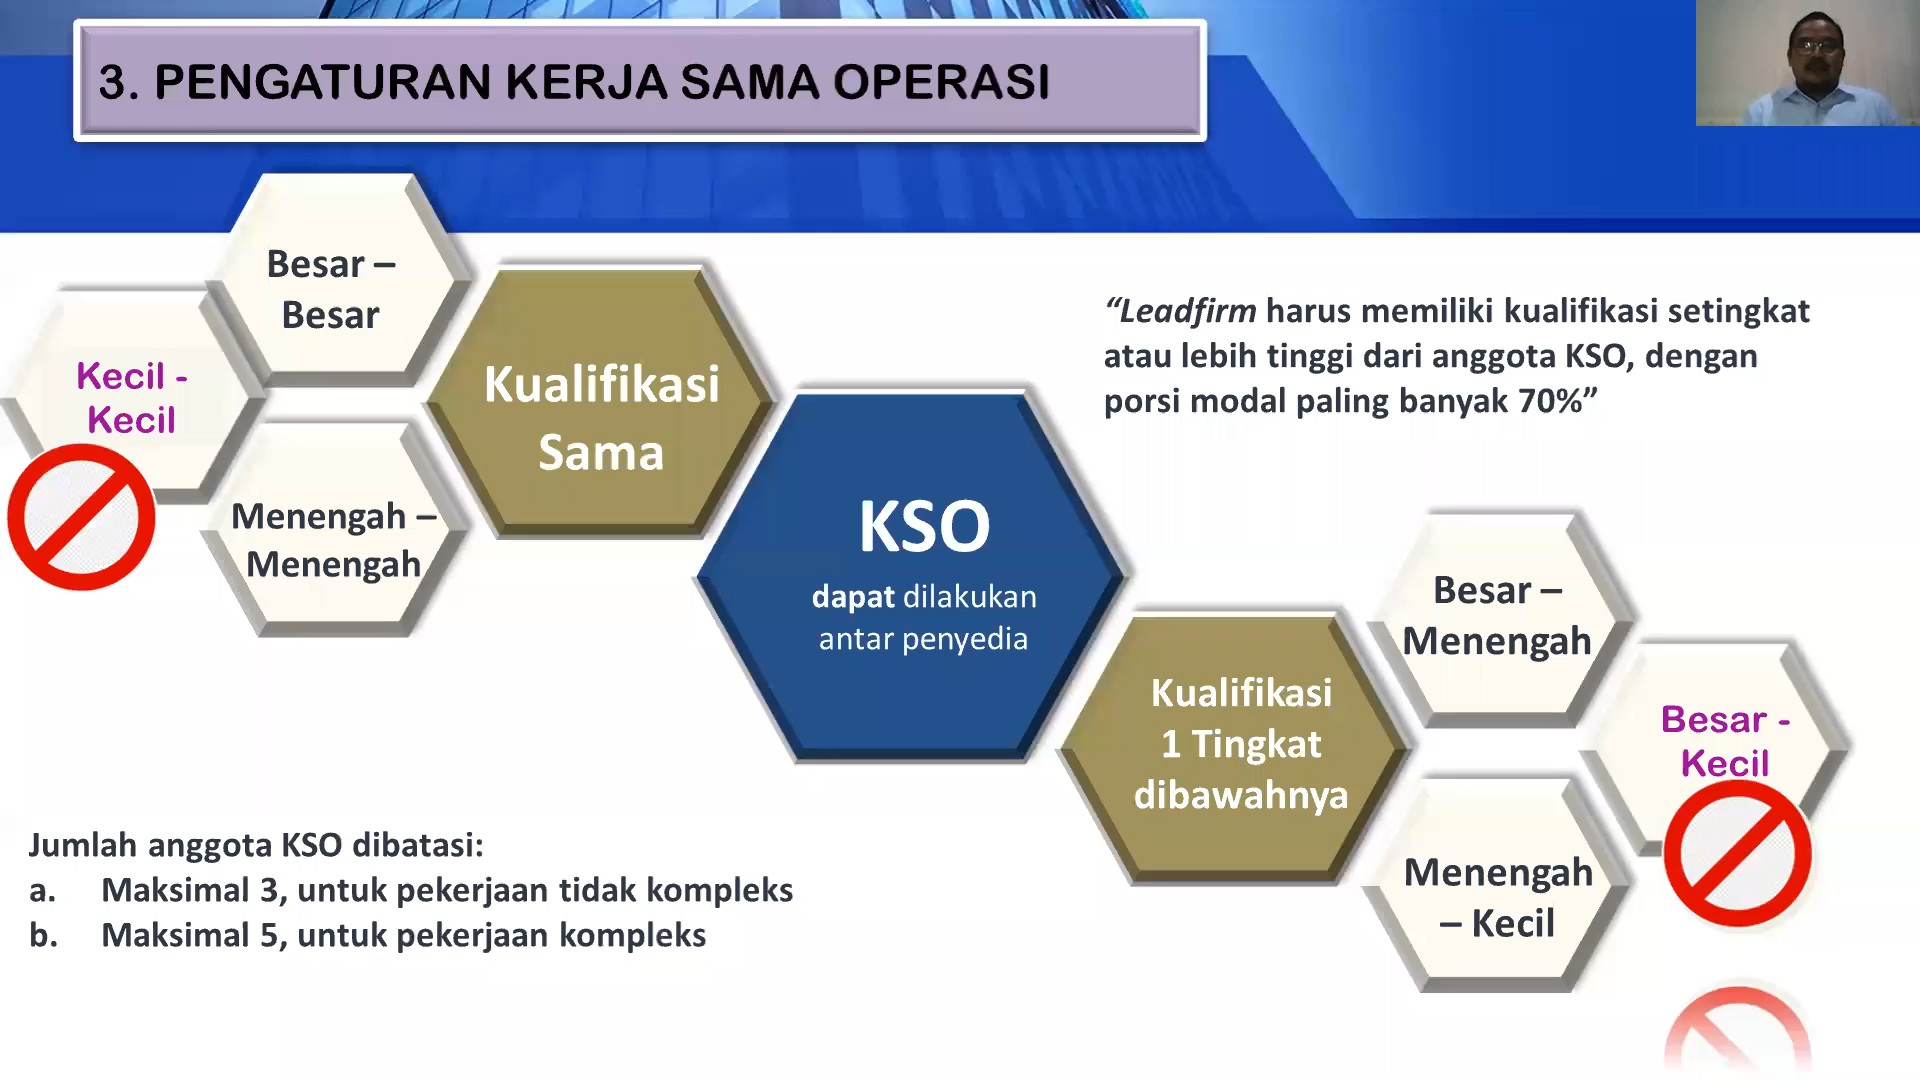 3. PENGATURAN KERJA SAMA OPERASI
Besar –
Besar
Kecil -
Kecil
Menengah –
Menengah
Kualifikasi
Sama
KSO
dapat dilakukan
antar penyedia
“Leadfirm harus memiliki kualifikasi setingkat
atau lebih tinggi dari anggota KSO, dengan
porsi modal paling banyak 70%”
Kualifikasi
1 Tingkat
dibawahnya
Besar –
Menengah
Besar -
Kecil
Menengah
– Kecil
Jumlah anggota KSO dibatasi:
a. Maksimal 3, untuk pekerjaan tidak kompleks
b. Maksimal 5, untuk pekerjaan kompleks